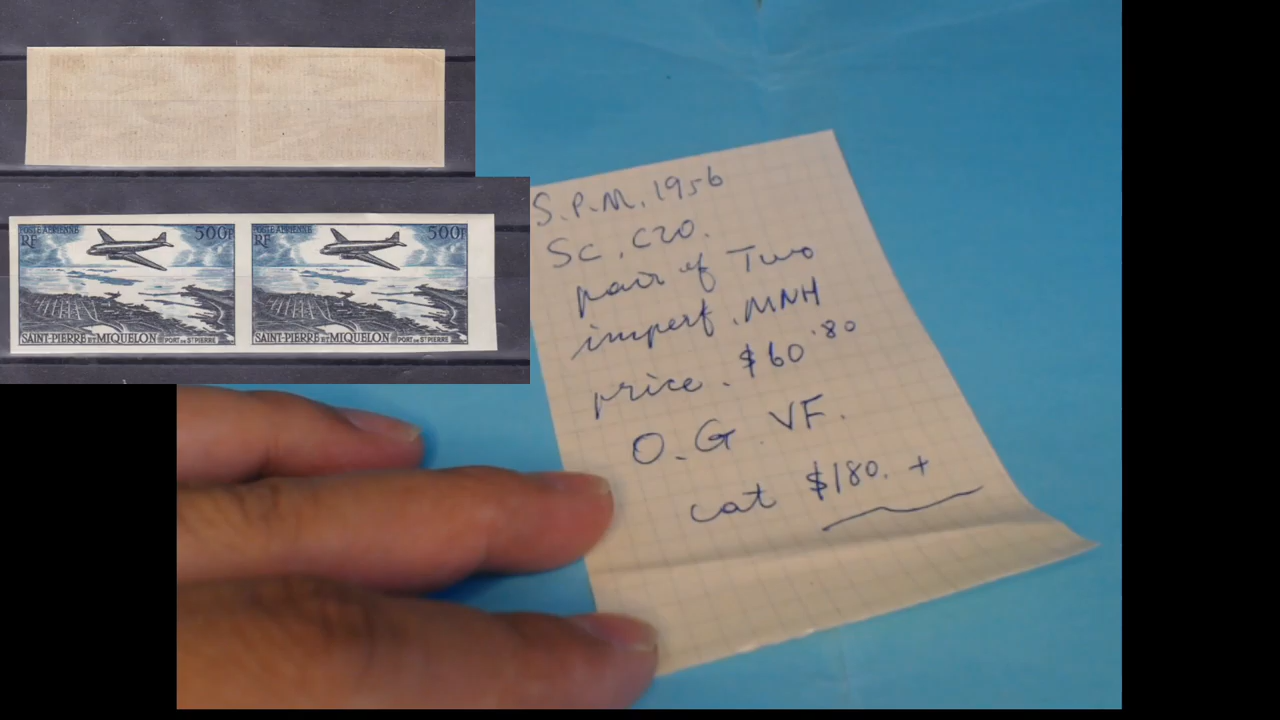 POSTE AERIENNE
RF
500F
SAINT-PIERRE ET MIQUELON PORT DE ST PIERRE
POSTE AERIENNE
RF
500F
SAINT-PIERRE ET MIQUELON PORT DE ST PIERRE
S.P.M. 1956
Sc. C20.
pair of Two
imperf. MNH
price. $60.80
O.G. VF.
cat $180. +